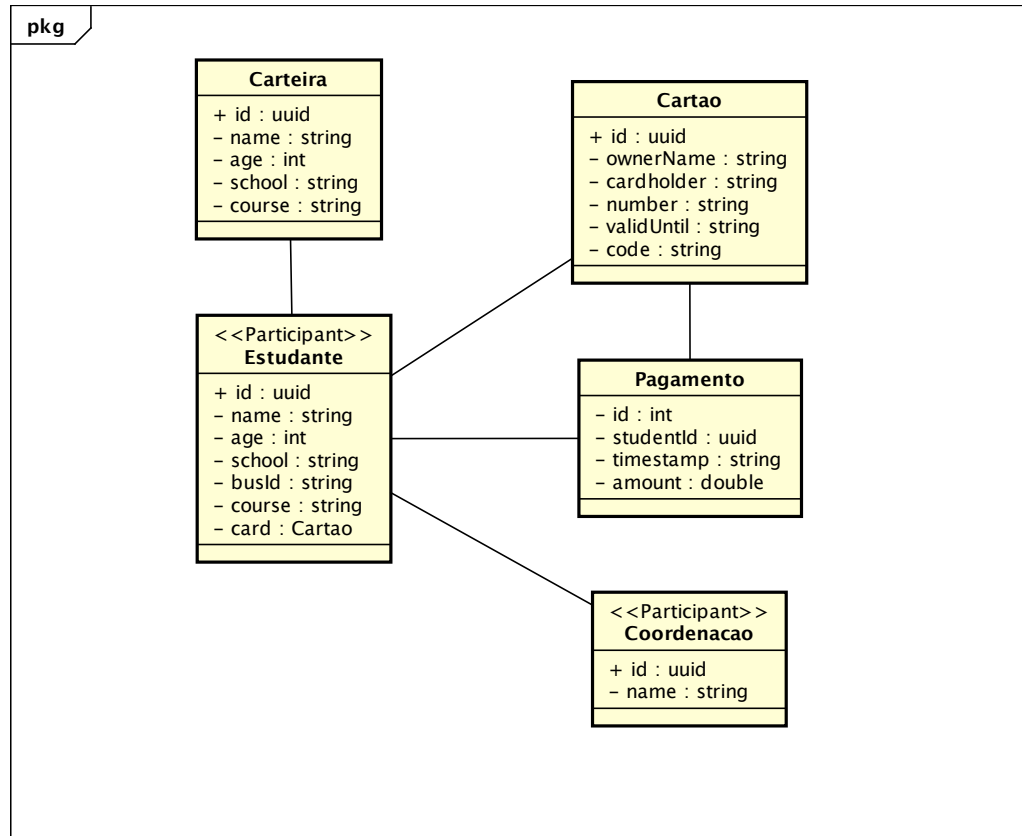 pkg
Carteira
+ id : uuid
– name : string
– age : int
– school : string
– course : string
Cartao
+ id : uuid
– ownerName : string
– cardholder : string
– number : string
– validUntil : string
– code : string
<<Participant>>
Estudante
+ id : uuid
– name : string
– age : int
– school : string
– busId : string
– course : string
– card : Cartao
Pagamento
– id : int
– studentId : uuid
– timestamp : string
– amount : double
<<Participant>>
Coordenacao
+ id : uuid
– name : string